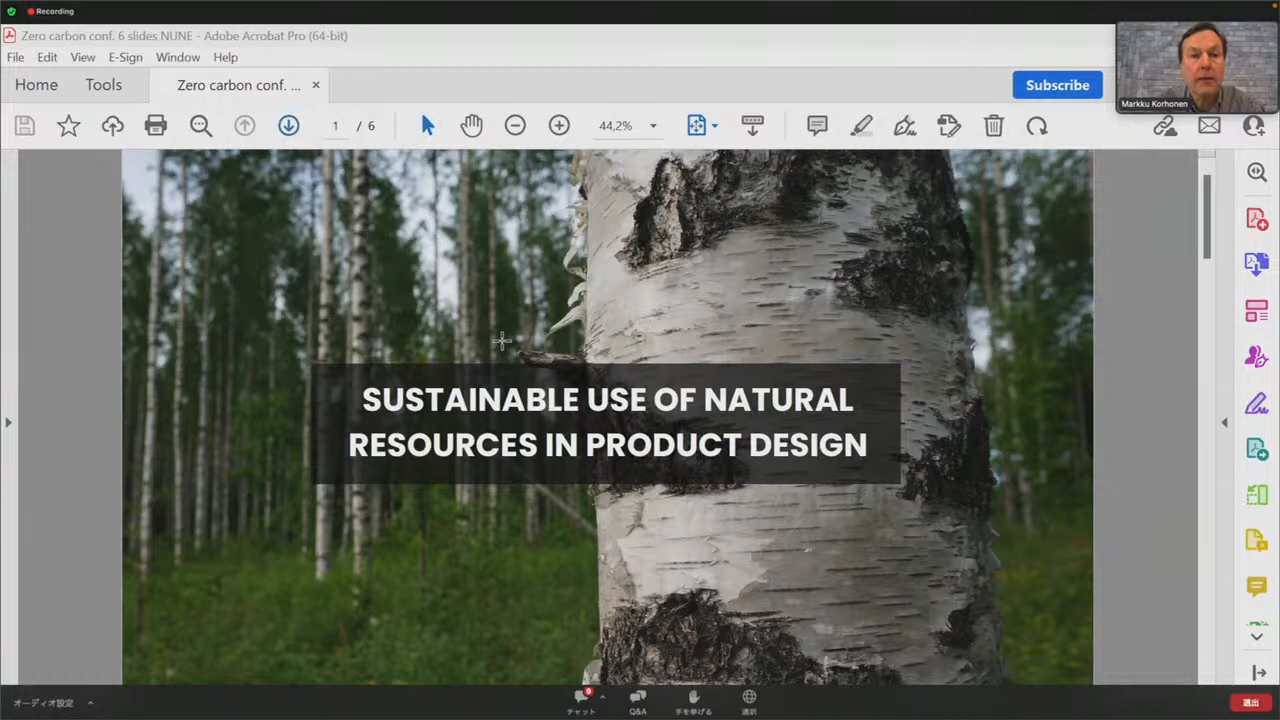 Recording
Zero carbon conf. 6 slides NUNE - Adobe Acrobat Pro (64-bit)
File Edit View E-Sign Window Help
Home Tools Zero carbon conf. ... × Subscribe
Markku Korhonen
1 / 6 44,2%
SUSTAINABLE USE OF NATURAL
RESOURCES IN PRODUCT DESIGN
オーディオ設定 チャット Q&A 手を挙げる 通訳 退出